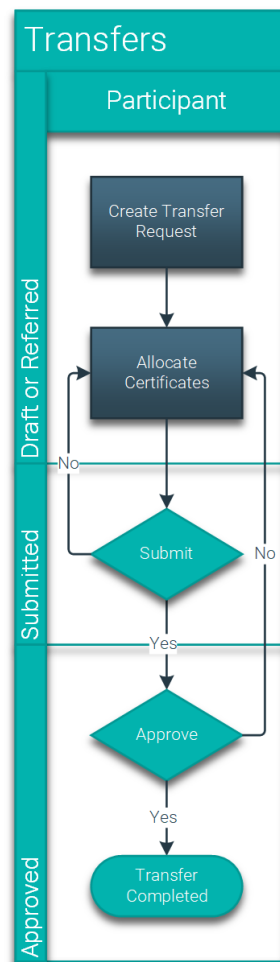 Transfers
Participant
Draft or Referred
Create Transfer
Request
Allocate
Certificates
No
Submitted
Submit
No
Yes
Approved
Approve
Yes
Transfer
Completed